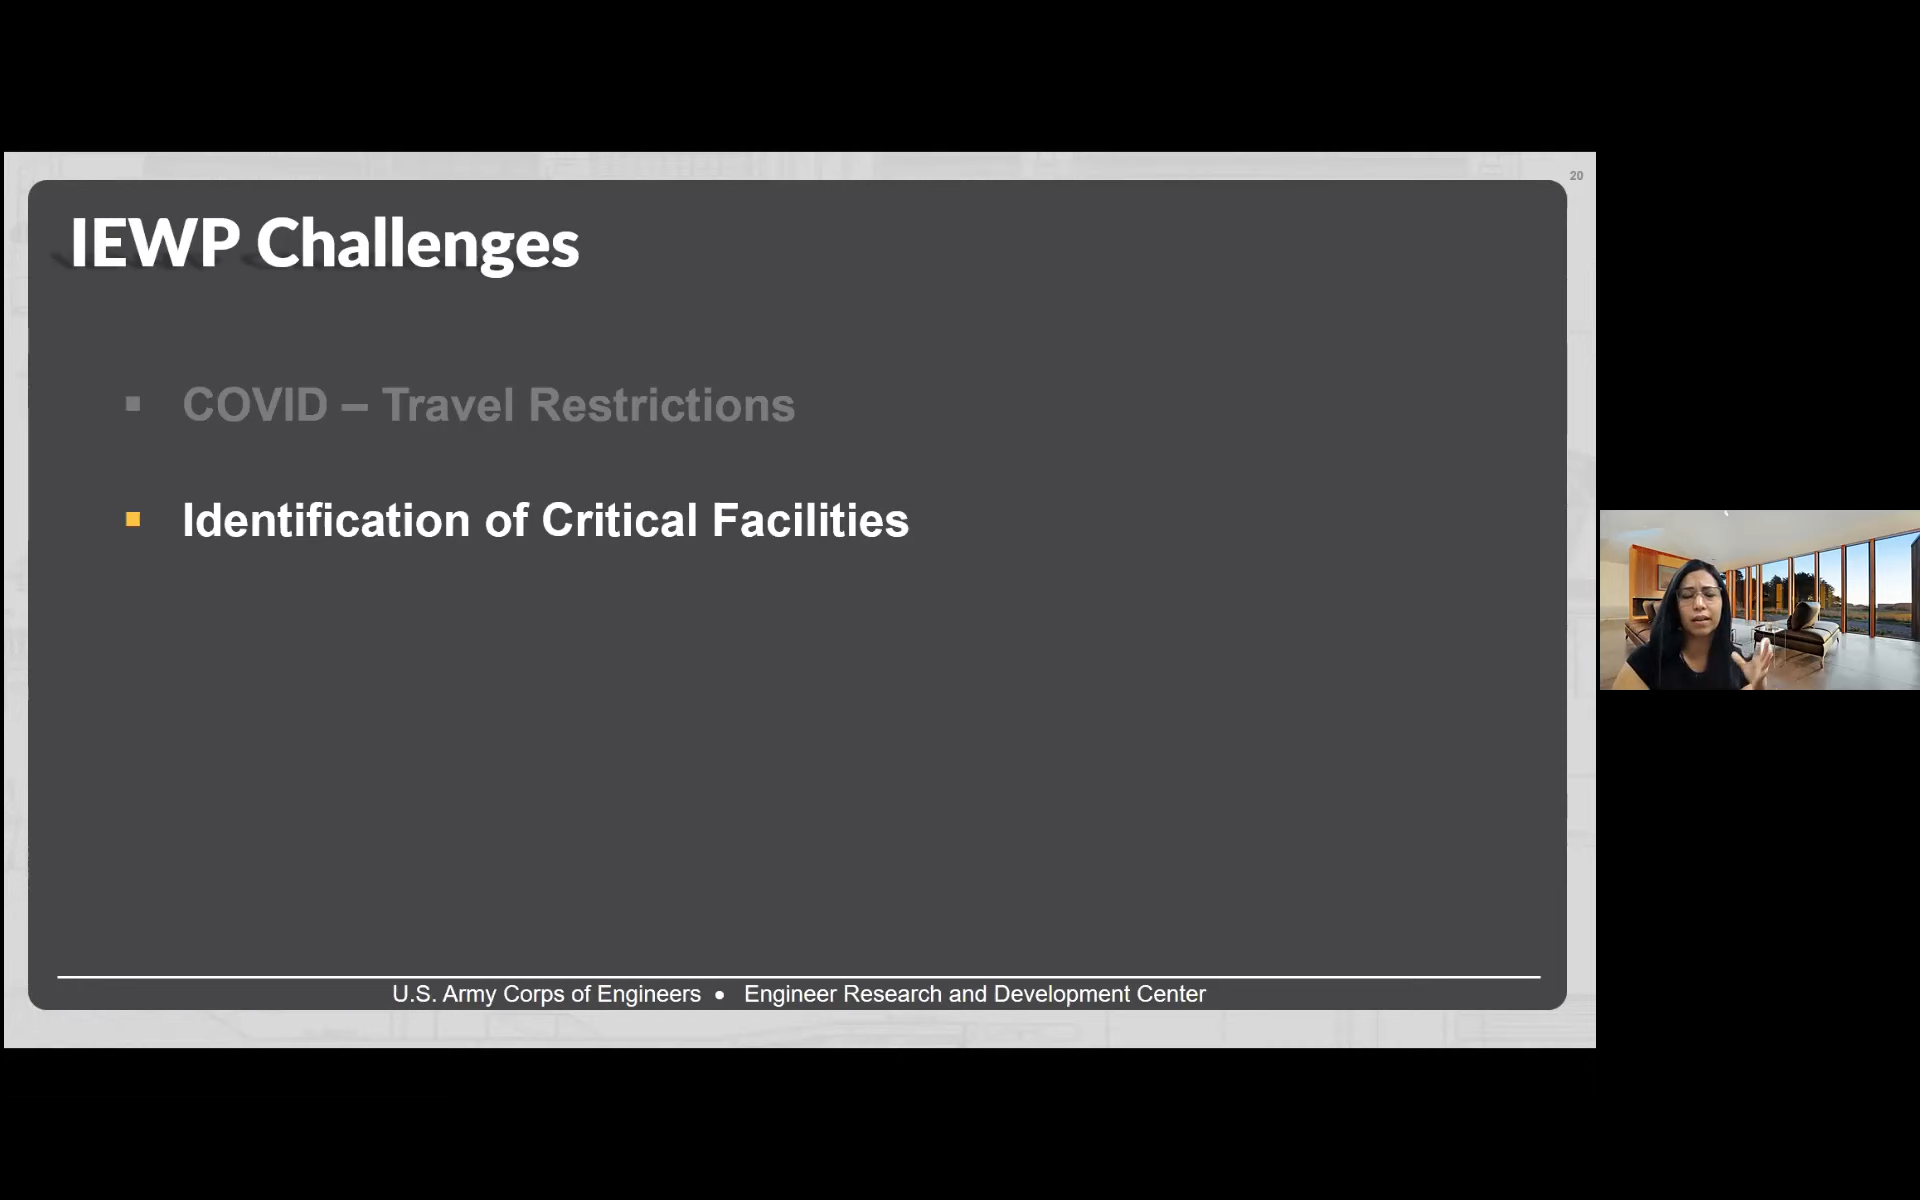 20
IEWP Challenges
▪ COVID – Travel Restrictions
▪ Identification of Critical Facilities
U.S. Army Corps of Engineers • Engineer Research and Development Center